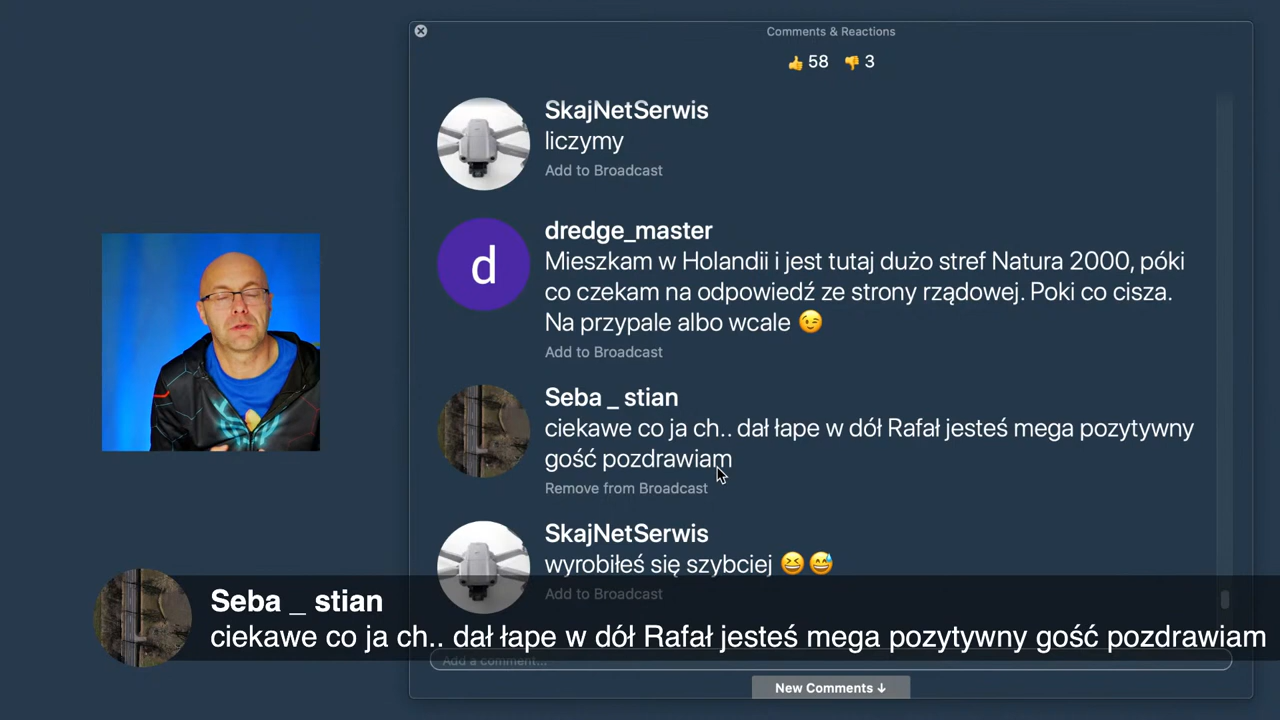 Comments & Reactions
👍 58 👎 3
SkajNetSerwis
liczymy
Add to Broadcast
d
dredge_master
Mieszkam w Holandii i jest tutaj dużo stref Natura 2000, póki
co czekam na odpowiedź ze strony rządowej. Poki co cisza.
Na przypale albo wcale 😉
Add to Broadcast
Seba _ stian
ciekawe co ja ch.. dał łape w dół Rafał jesteś mega pozytywny
gość pozdrawiam
Remove from Broadcast
SkajNetSerwis
wyrobiłeś się szybciej 😆😅
Add to Broadcast
Seba _ stian
ciekawe co ja ch.. dał łape w dół Rafał jesteś mega pozytywny gość pozdrawiam
Add a comment...
New Comments ↓